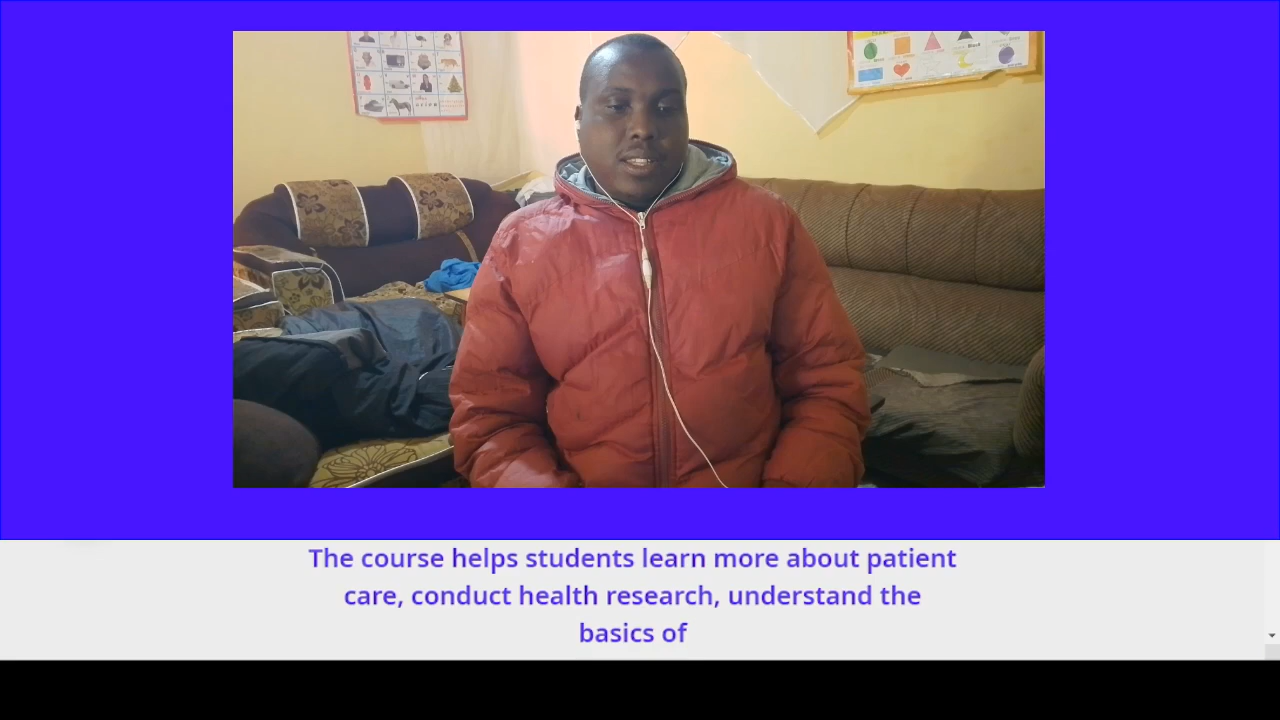 The course helps students learn more about patient
care, conduct health research, understand the
basics of